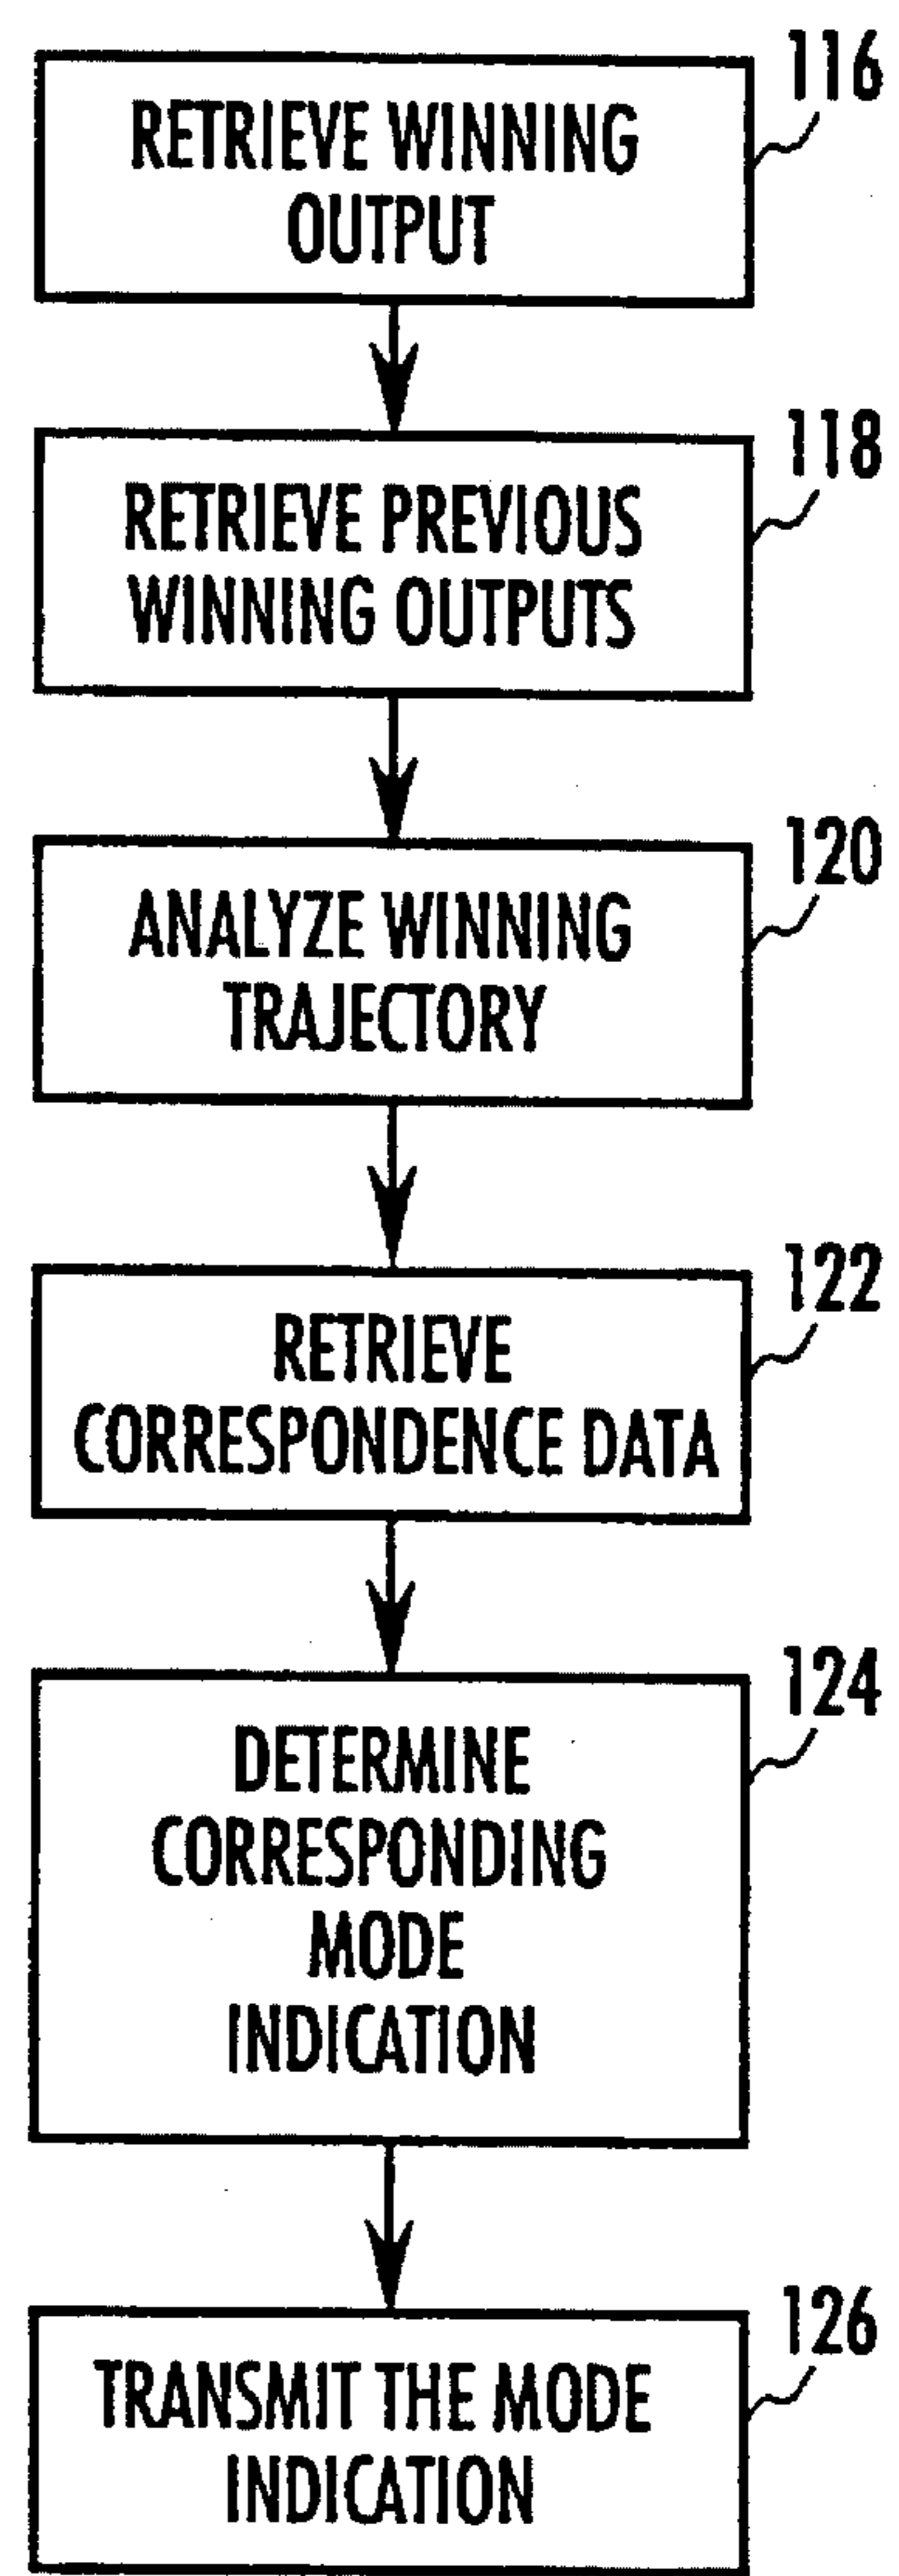 116
RETRIEVE WINNING
OUTPUT
118
RETRIEVE PREVIOUS
WINNING OUTPUTS
120
ANALYZE WINNING
TRAJECTORY
122
RETRIEVE
CORRESPONDENCE DATA
124
DETERMINE
CORRESPONDING
MODE
INDICATION
126
TRANSMIT THE MODE
INDICATION